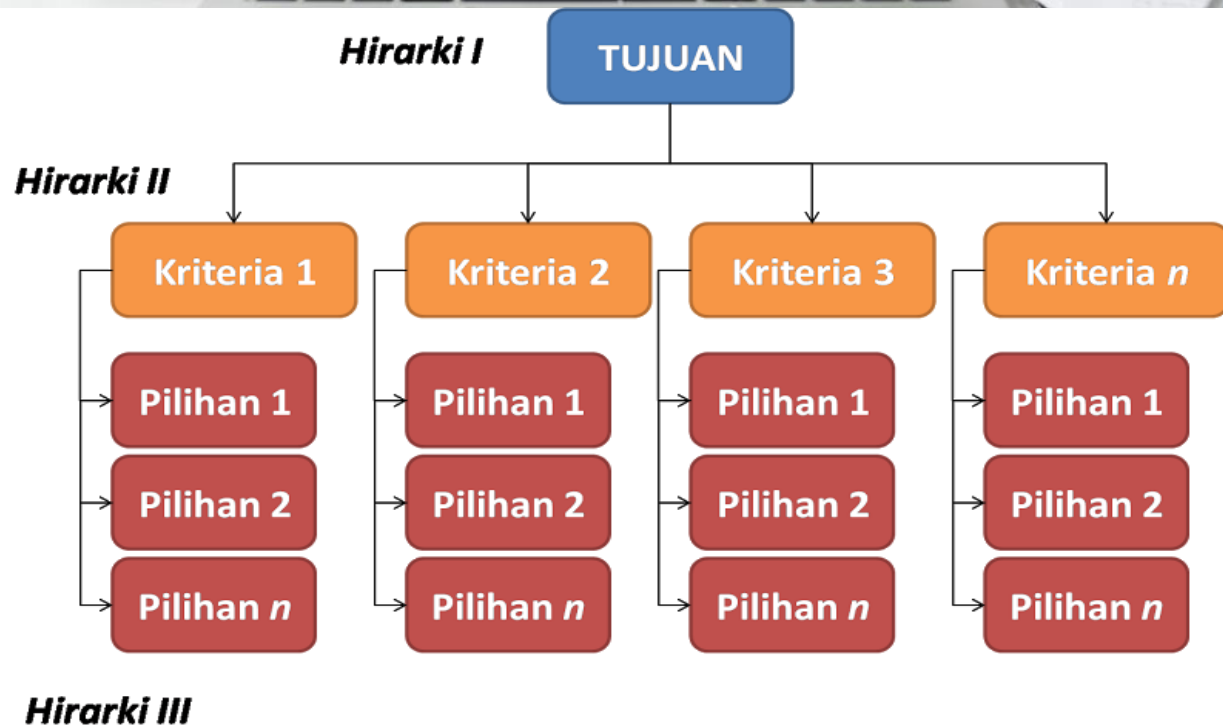 Hirarki I
TUJUAN
Hirarki II
Kriteria 1
Kriteria 2
Kriteria 3
Kriteria n
Pilihan 1
Pilihan 1
Pilihan 1
Pilihan 1
Pilihan 2
Pilihan 2
Pilihan 2
Pilihan 2
Pilihan n
Pilihan n
Pilihan n
Pilihan n
Hirarki III